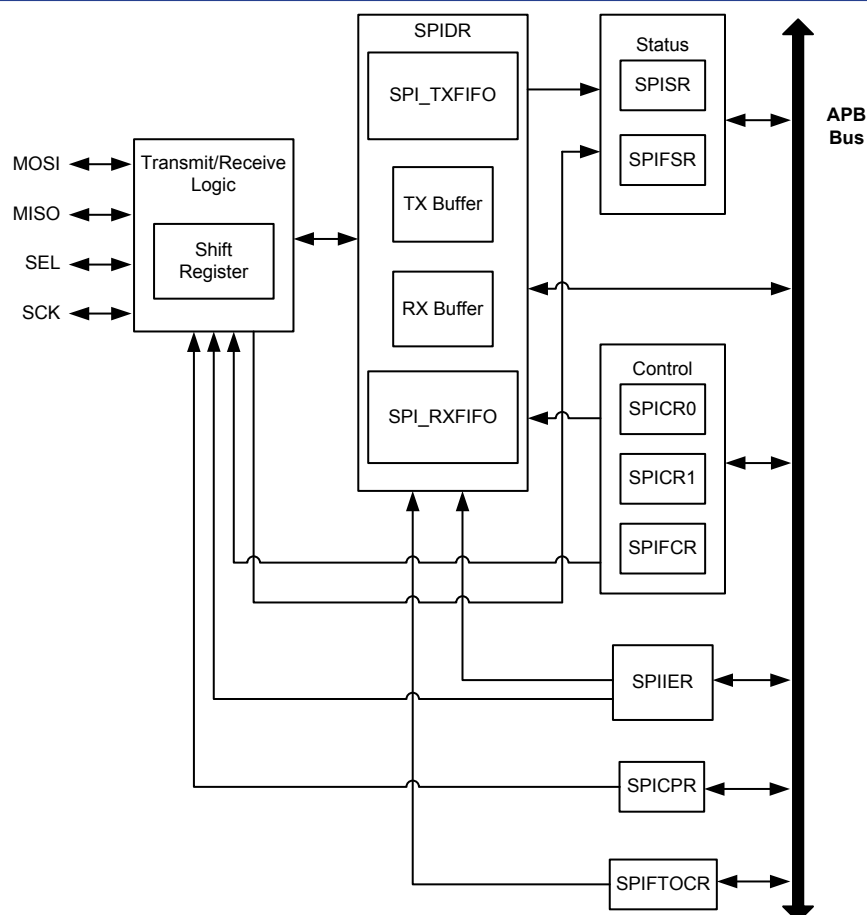 SPIDR
SPI_TXFIFO
TX Buffer
RX Buffer
SPI_RXFIFO
Status
SPISR
SPIFSR
APB
Bus
MOSI
MISO
SEL
SCK
Transmit/Receive
Logic
Shift
Register
Control
SPICR0
SPICR1
SPIFCR
SPIIER
SPICPR
SPIFTOCR